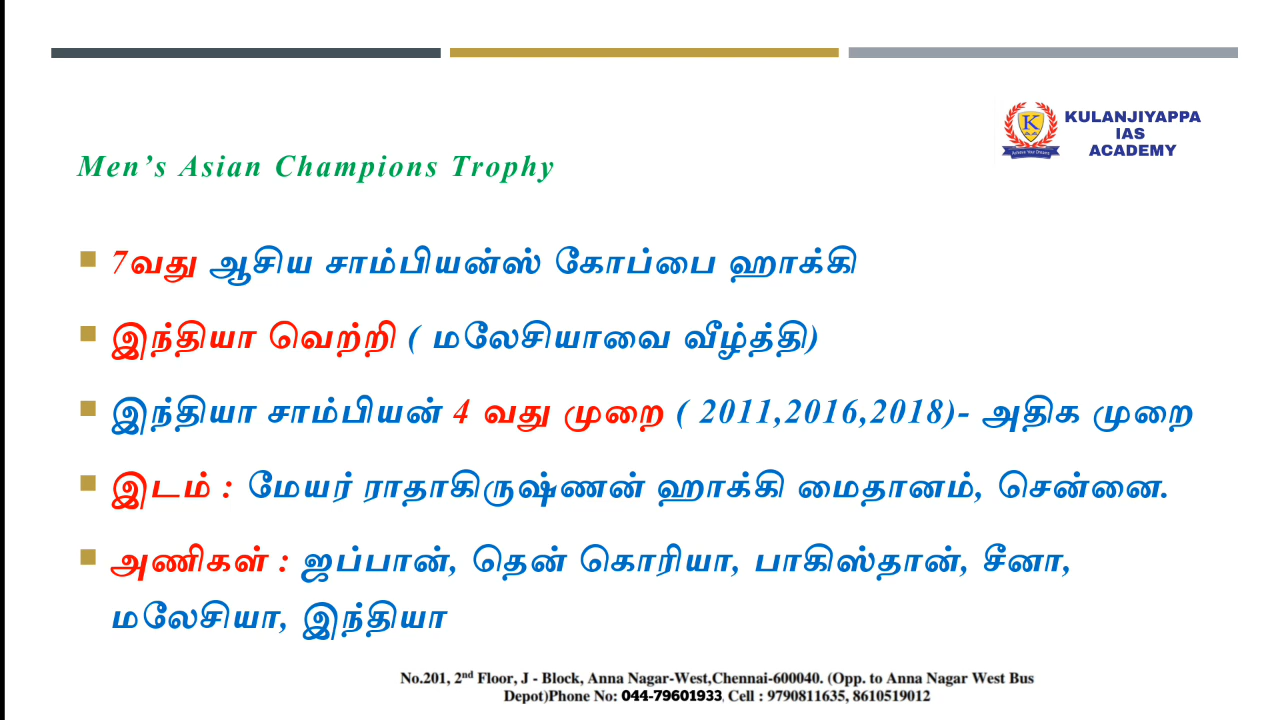 KULANJIYAPPA
IAS
ACADEMY
Men's Asian Champions Trophy
7வது ஆசிய சாம்பியன்ஸ் கோப்பை ஹாக்கி
இந்தியா வெற்றி ( மலேசியாவை வீழ்த்தி)
இந்தியா சாம்பியன் 4 வது முறை ( 2011,2016,2018)- அதிக முறை
இடம் : மேயர் ராதாகிருஷ்ணன் ஹாக்கி மைதானம், சென்னை.
அணிகள் : ஜப்பான், தென் கொரியா, பாகிஸ்தான், சீனா,
மலேசியா, இந்தியா
No.201, 2nd Floor, J - Block, Anna Nagar-West,Chennai-600040. (Opp. to Anna Nagar West Bus
Depot)Phone No: 044-79601933, Cell : 9790811635, 8610519012